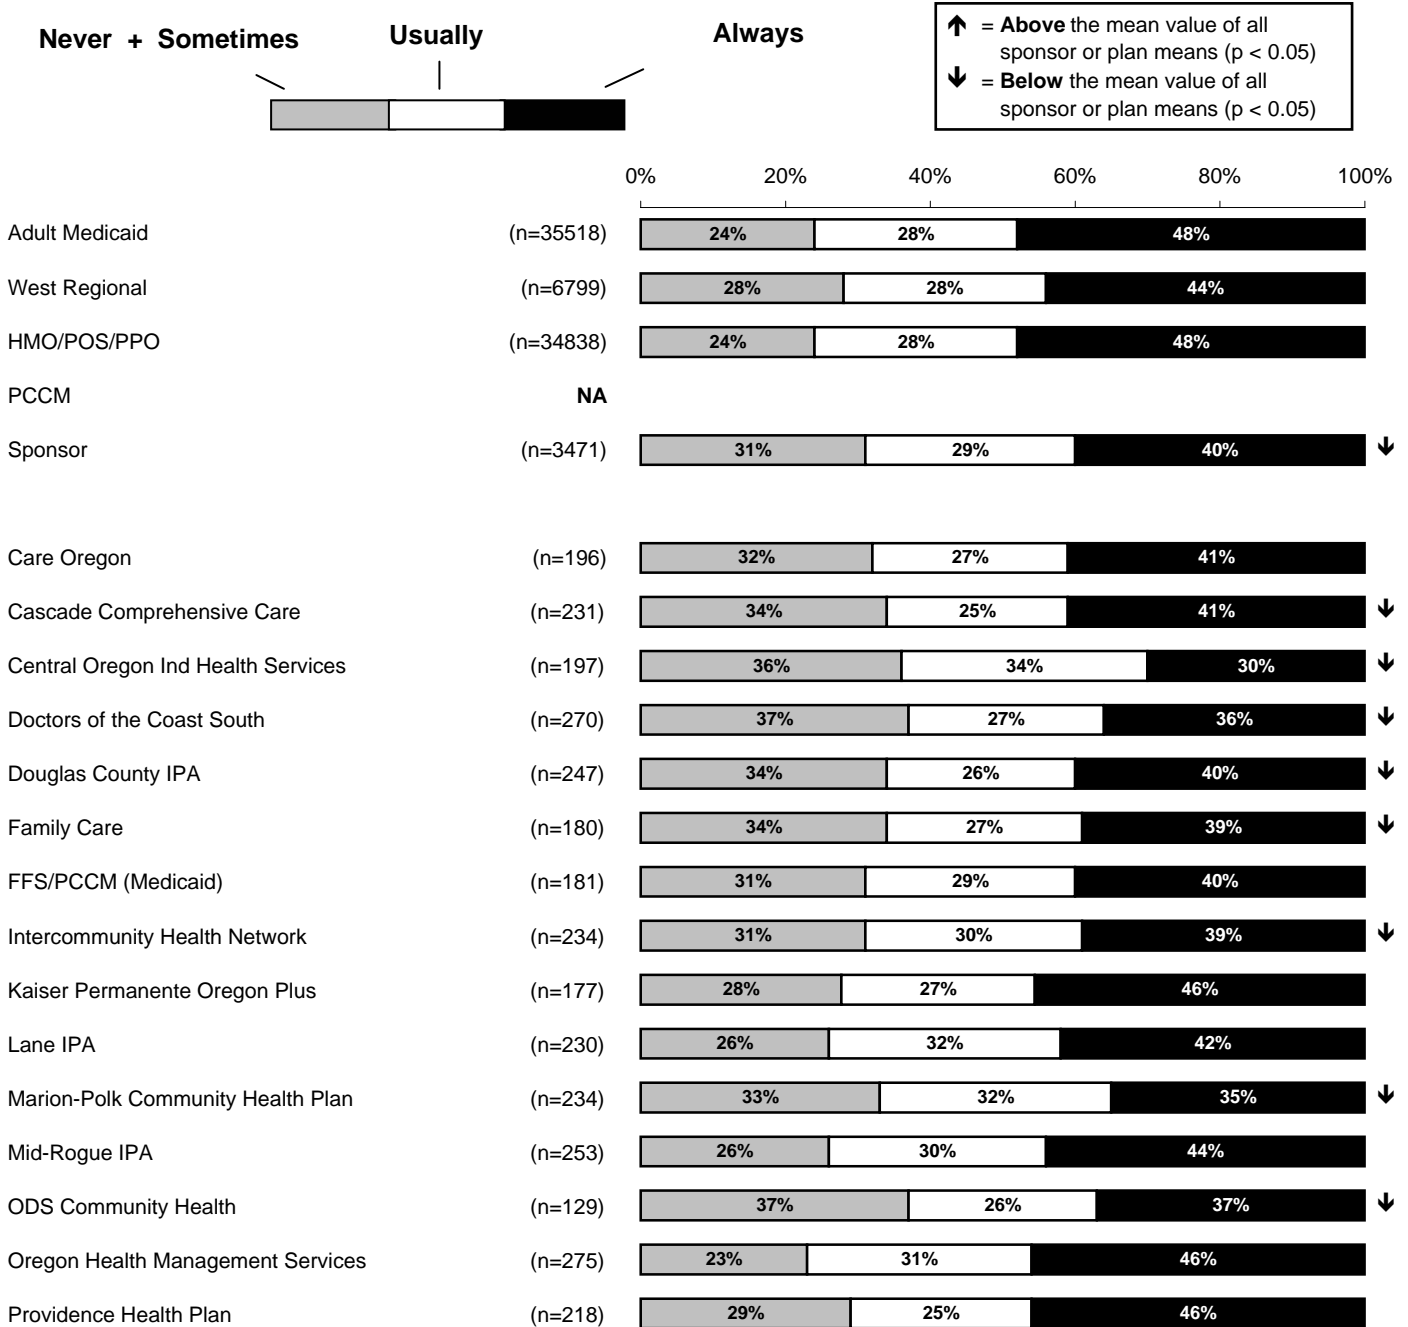 Never + Sometimes Usually Always
↑ = Above the mean value of all
sponsor or plan means (p < 0.05)
↓ = Below the mean value of all
sponsor or plan means (p < 0.05)
0% 20% 40% 60% 80% 100%
Adult Medicaid (n=35518) 24% 28% 48%
West Regional (n=6799) 28% 28% 44%
HMO/POS/PPO (n=34838) 24% 28% 48%
PCCM NA
Sponsor (n=3471) 31% 29% 40% ↓
Care Oregon (n=196) 32% 27% 41%
Cascade Comprehensive Care (n=231) 34% 25% 41% ↓
Central Oregon Ind Health Services (n=197) 36% 34% 30% ↓
Doctors of the Coast South (n=270) 37% 27% 36% ↓
Douglas County IPA (n=247) 34% 26% 40% ↓
Family Care (n=180) 34% 27% 39% ↓
FFS/PCCM (Medicaid) (n=181) 31% 29% 40%
Intercommunity Health Network (n=234) 31% 30% 39% ↓
Kaiser Permanente Oregon Plus (n=177) 28% 27% 46%
Lane IPA (n=230) 26% 32% 42%
Marion-Polk Community Health Plan (n=234) 33% 32% 35% ↓
Mid-Rogue IPA (n=253) 26% 30% 44%
ODS Community Health (n=129) 37% 26% 37% ↓
Oregon Health Management Services (n=275) 23% 31% 46%
Providence Health Plan (n=218) 29% 25% 46%